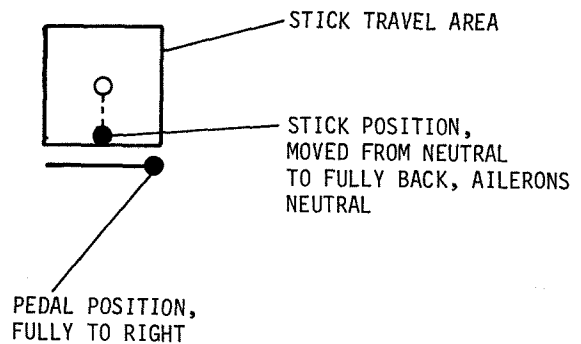 STICK TRAVEL AREA
STICK POSITION,
MOVED FROM NEUTRAL
TO FULLY BACK, AILERONS
NEUTRAL
PEDAL POSITION,
FULLY TO RIGHT